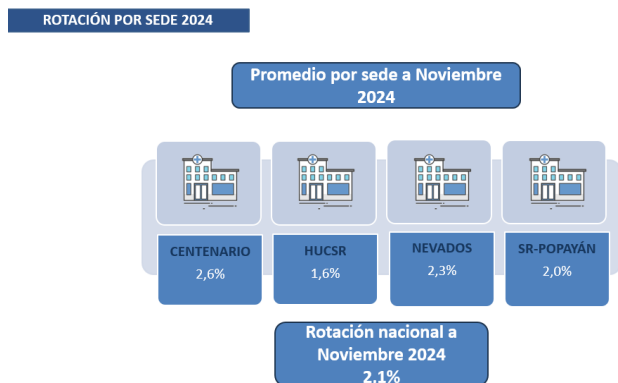 ROTACIÓN POR SEDE 2024
Promedio por sede a Noviembre
2024
CENTENARIO
2,6%
HUCSR
1,6%
NEVADOS
2,3%
SR-POPAYÁN
2,0%
Rotación nacional a
Noviembre 2024
2,1%